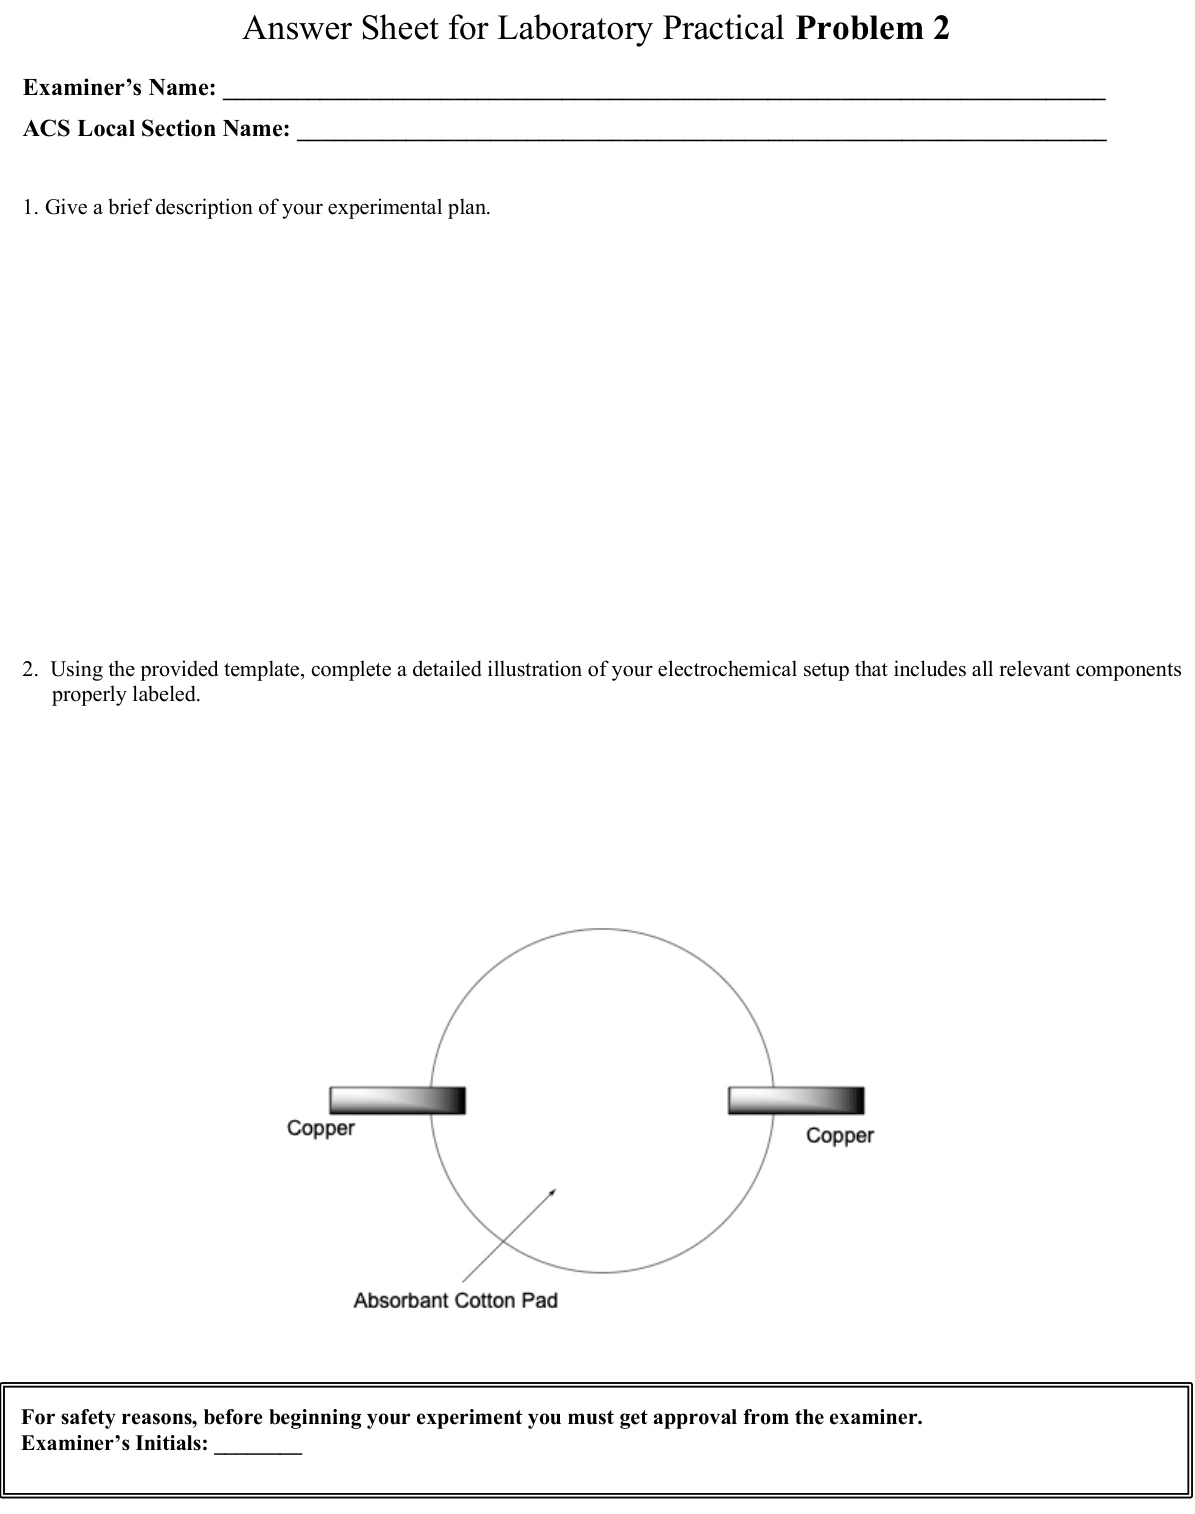 Answer Sheet for Laboratory Practical Problem 2
Examiner’s Name: ___________________________________________________________________________
ACS Local Section Name: _____________________________________________________________________
1. Give a brief description of your experimental plan.
2. Using the provided template, complete a detailed illustration of your electrochemical setup that includes all relevant components
properly labeled.
Copper
Copper
Absorbant Cotton Pad
For safety reasons, before beginning your experiment you must get approval from the examiner.
Examiner’s Initials: ________